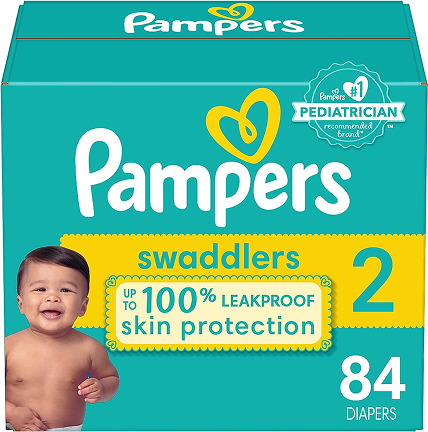 Pampers
Pampers #1
PEDIATRICIAN
recommended
brand*
™
Pampers
swaddlers
2
UP TO 100% LEAKPROOF
skin protection
84
DIAPERS